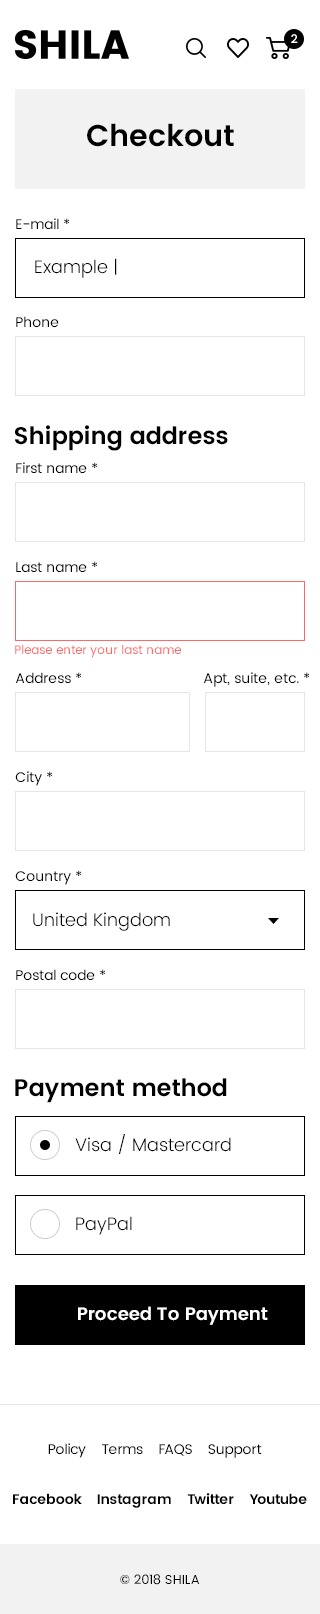 SHILA
2
Checkout
E-mail *
Example |
Phone
Shipping address
First name *
Last name *
Please enter your last name
Address * Apt, suite, etc. *
City *
Country *
United Kingdom
Postal code *
Payment method
Visa / Mastercard
PayPal
Proceed To Payment
Policy Terms FAQS Support
Facebook Instagram Twitter Youtube
© 2018 SHILA